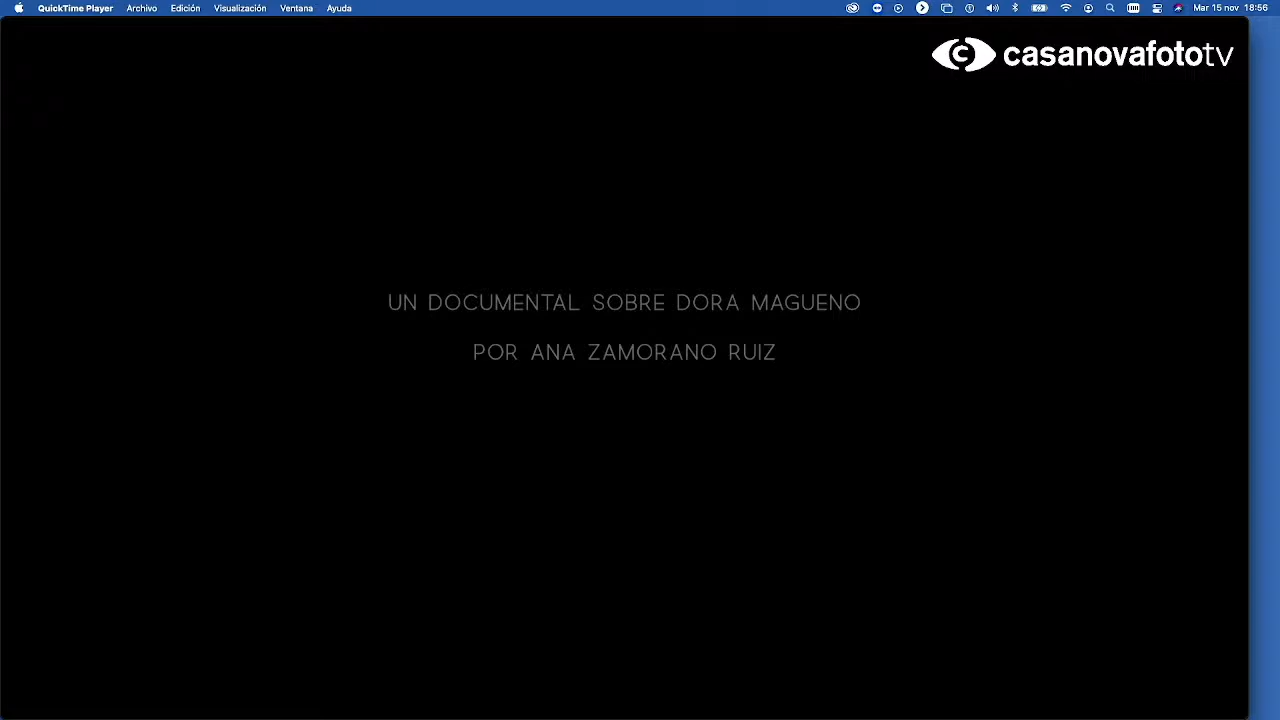 QuickTime Player Archivo Edición Visualización Ventana Ayuda Mar 15 nov 18:56
casanovafototv
UN DOCUMENTAL SOBRE DORA MAGUENO
POR ANA ZAMORANO RUIZ